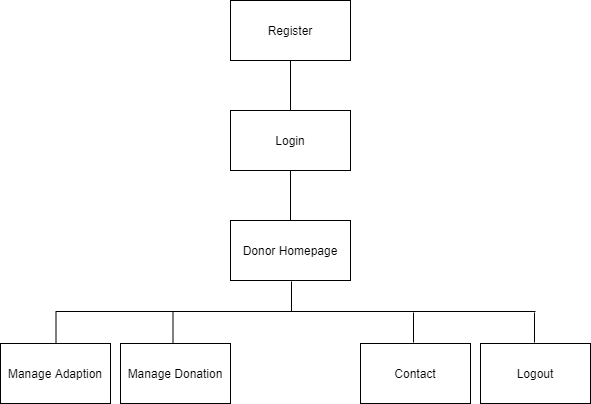 Register
Login
Donor Homepage
Manage Adaption
Manage Donation
Contact
Logout